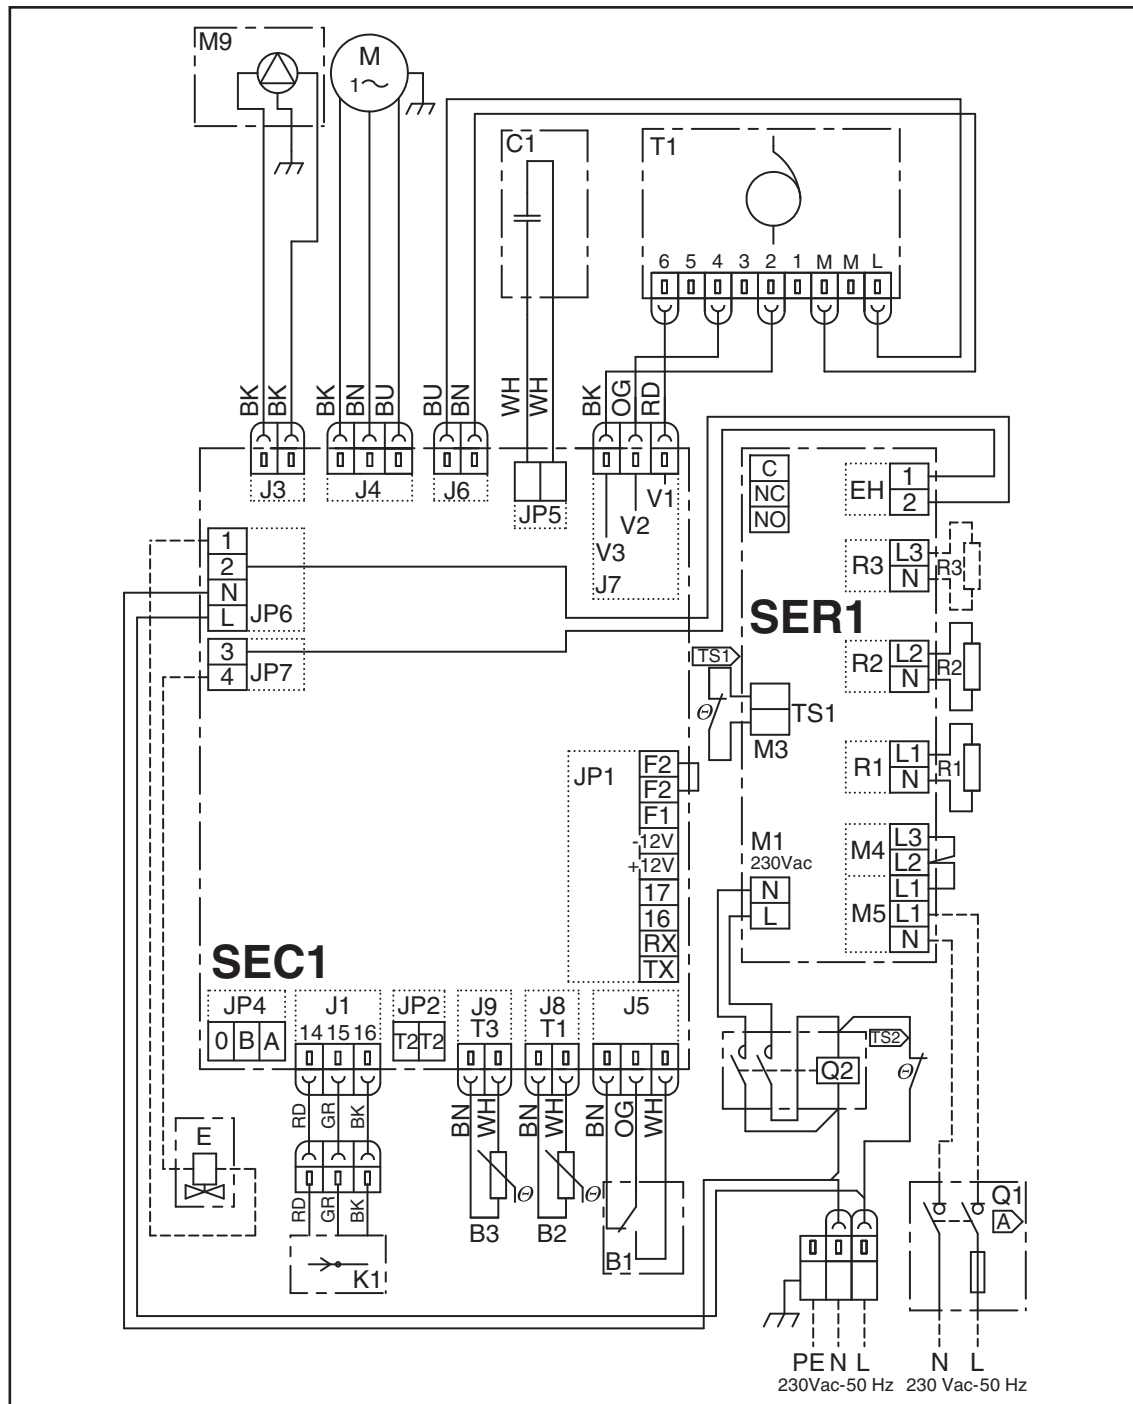 M9
M
1~
C1
T1
6 5 4 3 2 1 M M L
BK BK BK BN BU BU BN WH WH BK OG RD
J3 J4 J6 JP5
V1
V2
V3
J7
C
NC
NO
EH 1
2
R3 L3 R3
N
SER1
R2 L2 R2
N
R1 L1 R1
N
TS1
Θ
TS1
M3
1
2
N
L JP6
3 JP7
4
JP1
F2
F2
F1
-12V
+12V
17
16
RX
TX
M1
230Vac
N
L
M4 L3
L2
L1
M5 L1
N
SEC1
JP4 J1 JP2 J9 J8 J5
0 B A 14 15 16 T2 T2 T3 T1
RD GR BK BN WH BN WH BN OG WH
Q2
TS2
Θ
E
RD GR BK
Θ Θ
B3 B2 B1
K1
Q1
A
PE N L N L
230Vac-50 Hz 230 Vac-50 Hz